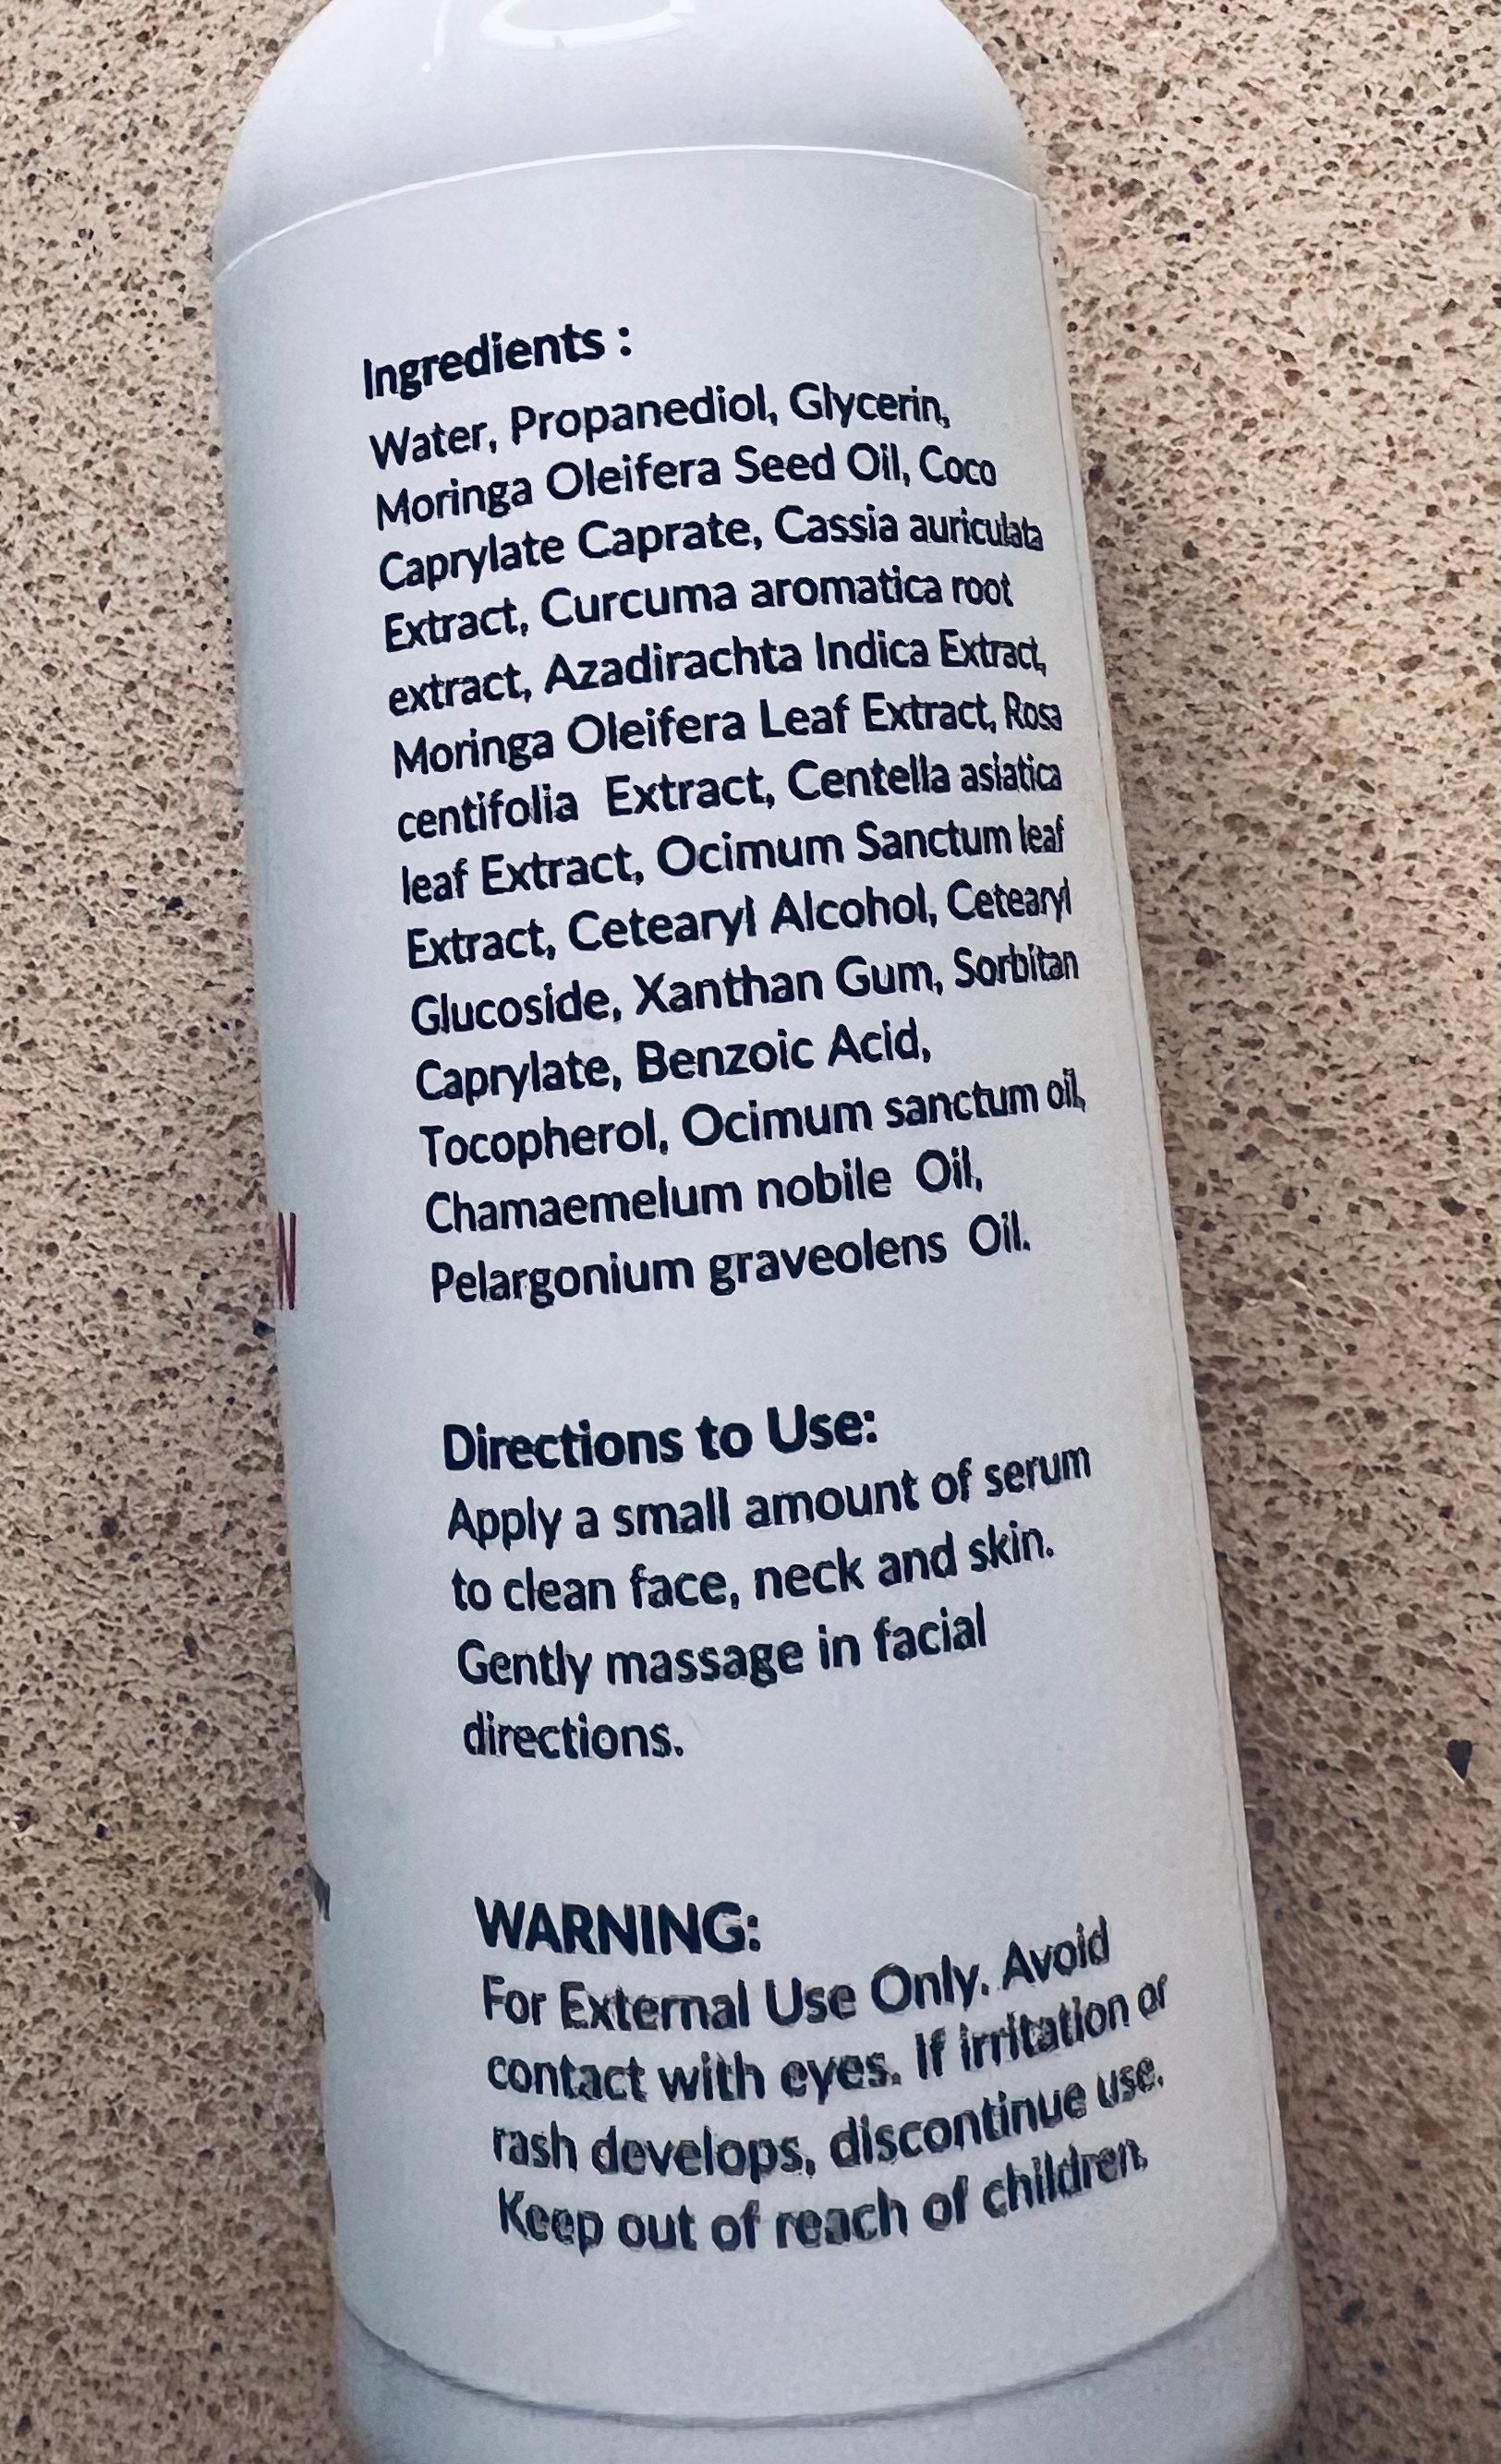 Ingredients :
Water, Propanediol, Glycerin,
Moringa Oleifera Seed Oil, Coco
Caprylate Caprate, Cassia auriculata
Extract, Curcuma aromatica root
extract, Azadirachta Indica Extract,
Moringa Oleifera Leaf Extract, Rosa
centifolia Extract, Centella asiatica
leaf Extract, Ocimum Sanctum leaf
Extract, Cetearyl Alcohol, Cetearyl
Glucoside, Xanthan Gum, Sorbitan
Caprylate, Benzoic Acid,
Tocopherol, Ocimum sanctum oil,
Chamaemelum nobile Oil,
Pelargonium graveolens Oil.
Directions to Use:
Apply a small amount of serum
to clean face, neck and skin.
Gently massage in facial
directions.
WARNING:
For External Use Only. Avoid
contact with eyes. If irritation or
rash develops, discontinue use.
Keep out of reach of children.